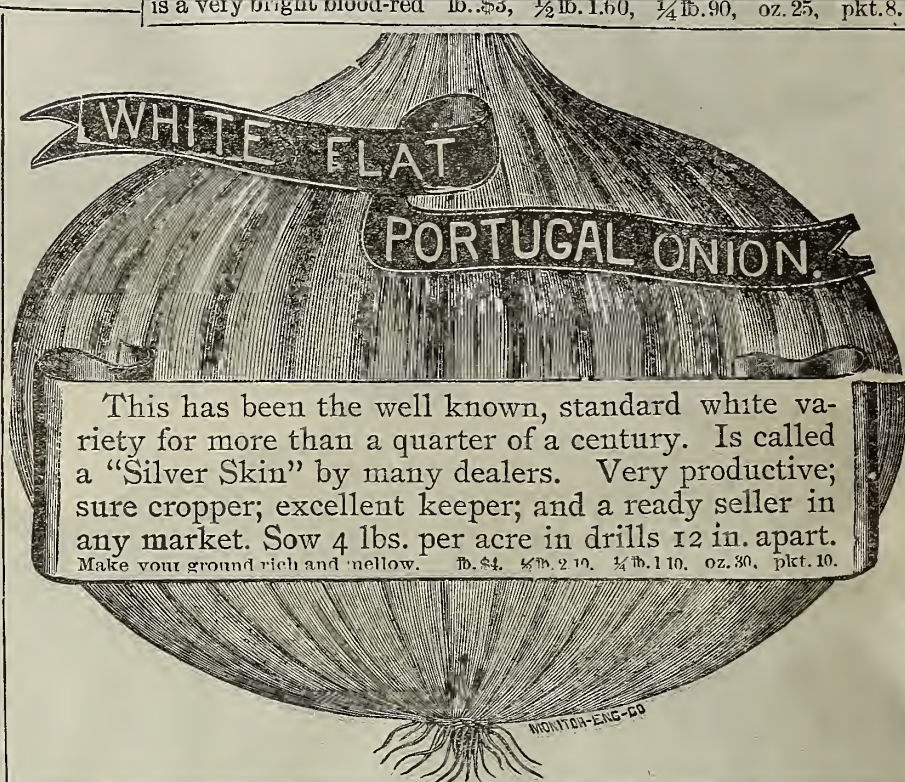 is a very bright blood-red lb..$3, ½ lb. 1.60, ¼ lb. 90, oz. 25, pkt. 8.
WHITE FLAT
PORTUGAL ONION.
This has been the well known, standard white va-
riety for more than a quarter of a century. Is called
a “Silver Skin” by many dealers. Very productive;
sure cropper; excellent keeper; and a ready seller in
any market. Sow 4 lbs. per acre in drills 12 in. apart.
Make your ground rich and mellow. lb. $4. ½ lb. 2 10. ¼ lb. 1 10. oz. 30, pkt. 10.
MONITOR-ENG-CO